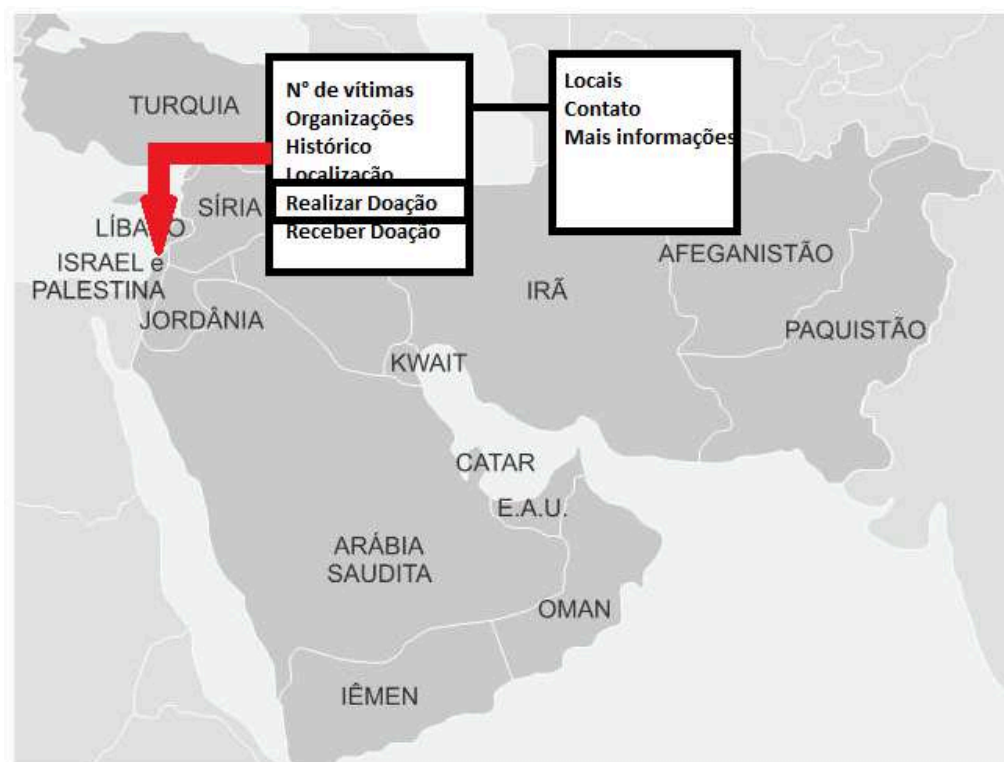 N° de vítimas
Organizações
Histórico
Localização
Realizar Doação
Receber Doação
Locais
Contato
Mais informações
TURQUIA
SÍRIA
LÍBANO
ISRAEL e
PALESTINA
JORDÂNIA
IRÃ
AFEGANISTÃO
PAQUISTÃO
KWAIT
CATAR
E.A.U.
ARÁBIA
SAUDITA
OMAN
IÊMEN